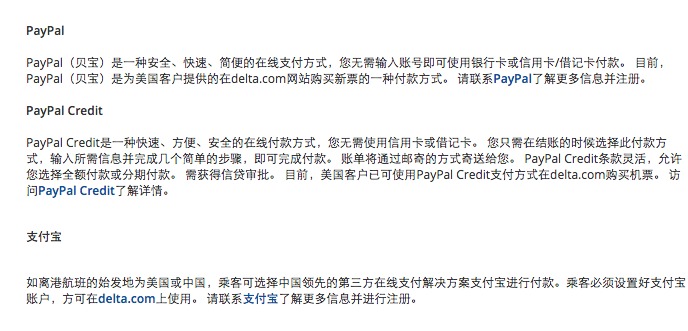 PayPal
PayPal（贝宝）是一种安全、快速、简便的在线支付方式，您无需输入账号即可使用银行卡或信用卡/借记卡付款。 目前，
PayPal（贝宝）是为美国客户提供的在delta.com网站购买新票的一种付款方式。 请联系PayPal了解更多信息并注册。
PayPal Credit
PayPal Credit是一种快速、方便、安全的在线付款方式，您无需使用信用卡或借记卡。 您只需在结账的时候选择此付款方
式，输入所需信息并完成几个简单的步骤，即可完成付款。 账单将通过邮寄的方式寄送给您。 PayPal Credit条款灵活，允许
您选择全额付款或分期付款。 需获得信贷审批。 目前，美国客户已可使用PayPal Credit支付方式在delta.com购买机票。 访
问PayPal Credit了解详情。
支付宝
如离港航班的始发地为美国或中国，乘客可选择中国领先的第三方在线支付解决方案支付宝进行付款。乘客必须设置好支付宝
账户，方可在delta.com上使用。 请联系支付宝了解更多信息并进行注册。